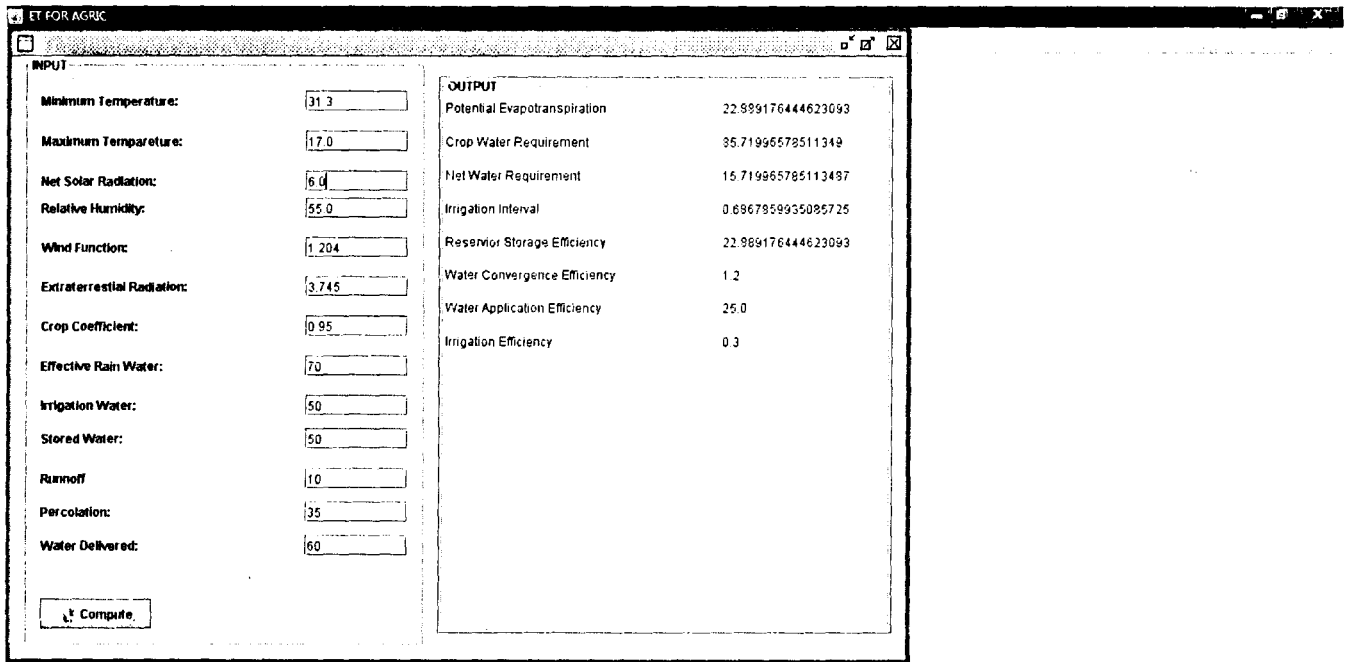 ET FOR AGRIC
INPUT
Minimum Temperature: 31.3
Maximum Tempareture: 17.0
Net Solar Radiation: 6.0
Relative Humidity: 55.0
Wind Function: 1.204
Extraterrestial Radiation: 3.745
Crop Coefficient: 0.95
Effective Rain Water: 70
Irrigation Water: 50
Stored Water: 50
Runnoff 10
Percolation: 35
Water Delivered: 60
Compute
OUTPUT
Potential Evapotranspiration 22.889176444623093
Crop Water Requirement 85.71996578511349
Net Water Requirement 15.719965785113487
Irrigation Interval 0.6867859935085725
Reservior Storage Efficiency 22.889176444623093
Water Convergence Efficiency 1.2
Water Application Efficiency 25.0
Irrigation Efficiency 0.3